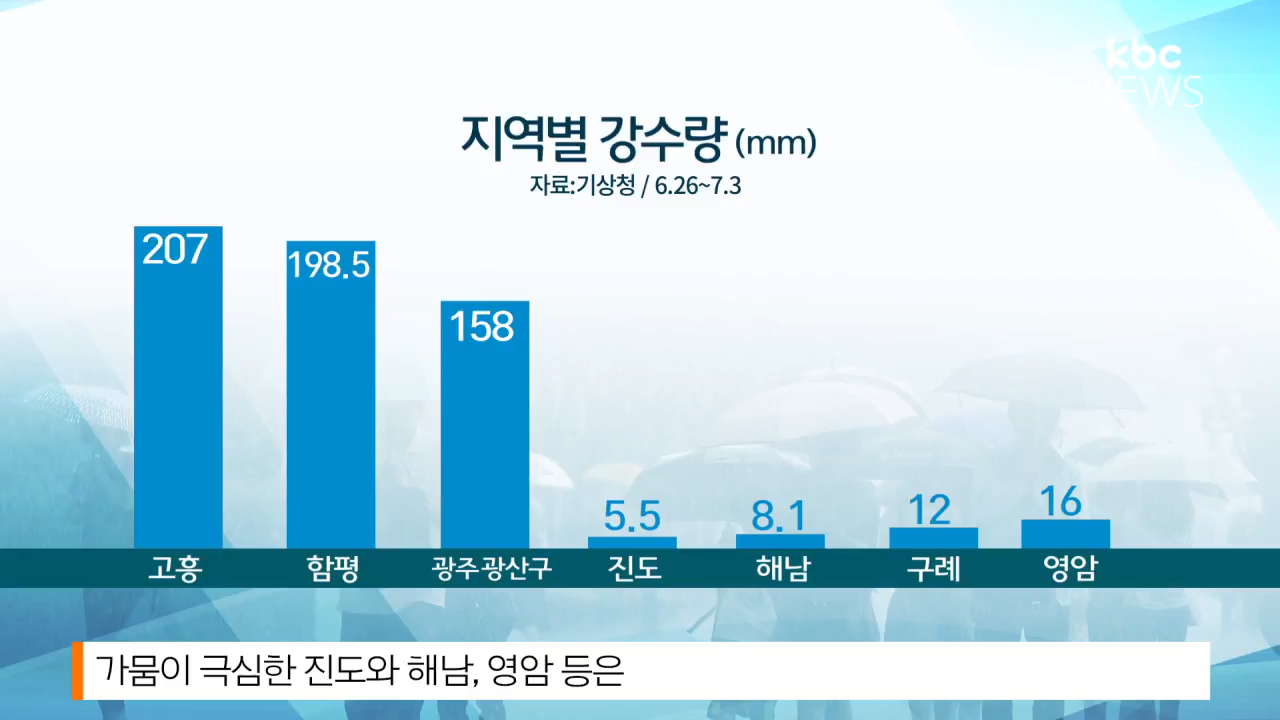 kbc
NEWS
지역별 강수량 (mm)
자료:기상청 / 6.26~7.3
207
198.5
158
5.5
8.1
12
16
고흥
함평
광주 광산구
진도
해남
구례
영암
가뭄이 극심한 진도와 해남, 영암 등은